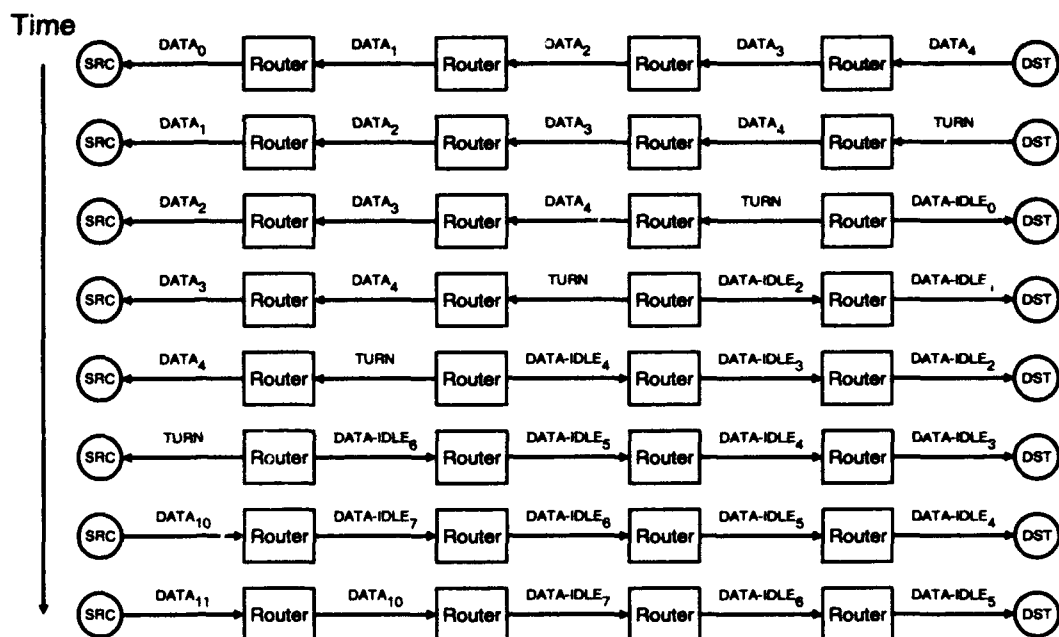 Time
DATA0 DATA1 DATA2 DATA3 DATA4
SRC Router Router Router Router DST
DATA1 DATA2 DATA3 DATA4 TURN
SRC Router Router Router Router DST
DATA2 DATA3 DATA4 TURN DATA-IDLE0
SRC Router Router Router Router DST
DATA3 DATA4 TURN DATA-IDLE2 DATA-IDLE1
SRC Router Router Router Router DST
DATA4 TURN DATA-IDLE4 DATA-IDLE3 DATA-IDLE2
SRC Router Router Router Router DST
TURN DATA-IDLE6 DATA-IDLE5 DATA-IDLE4 DATA-IDLE3
SRC Router Router Router Router DST
DATA10 DATA-IDLE7 DATA-IDLE6 DATA-IDLE5 DATA-IDLE4
SRC Router Router Router Router DST
DATA11 DATA10 DATA-IDLE7 DATA-IDLE6 DATA-IDLE5
SRC Router Router Router Router DST